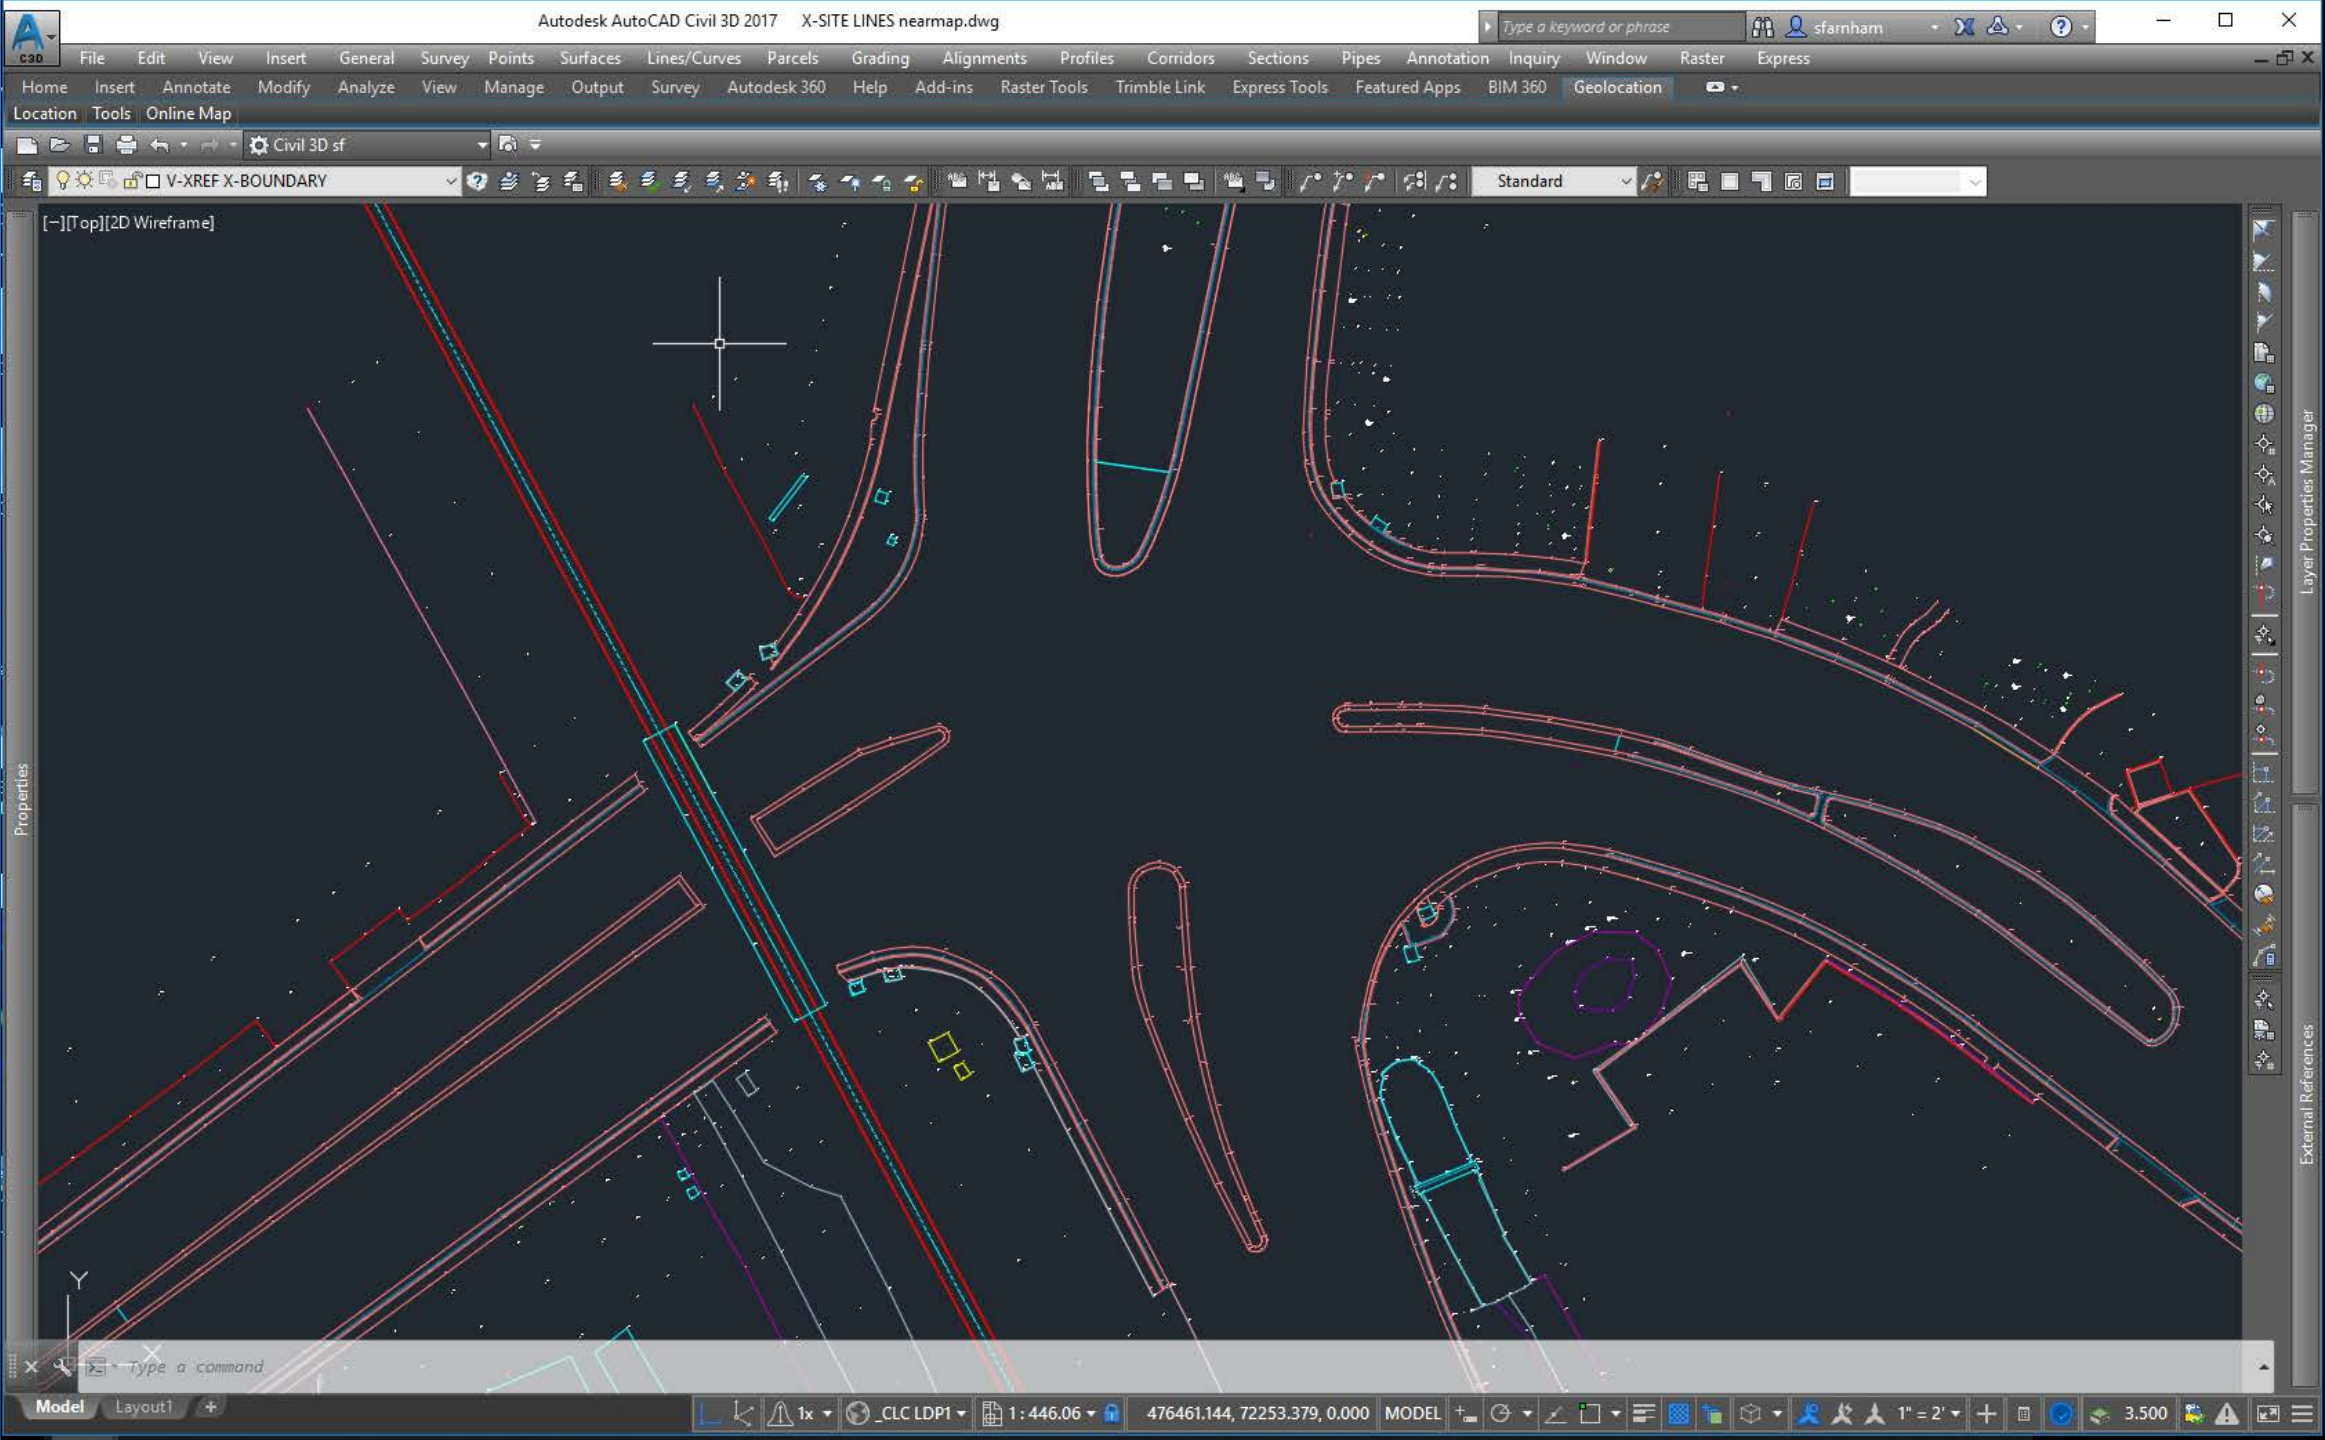 Autodesk AutoCAD Civil 3D 2017 X-SITE LINES nearmap.dwg
Type a keyword or phrase
sfarnham
C3D
File Edit View Insert General Survey Points Surfaces Lines/Curves Parcels Grading Alignments Profiles Corridors Sections Pipes Annotation Inquiry Window Raster Express
Home Insert Annotate Modify Analyze View Manage Output Survey Autodesk 360 Help Add-ins Raster Tools Trimble Link Express Tools Featured Apps BIM 360 Geolocation
Location Tools Online Map
Civil 3D sf
V-XREF X-BOUNDARY
Standard
[−][Top][2D Wireframe]
Properties
Layer Properties Manager
External References
Y
X
Type a command
Model Layout1 +
1x _CLC LDP1 1 : 446.06 476461.144, 72253.379, 0.000 MODEL 1" = 2' 3.500